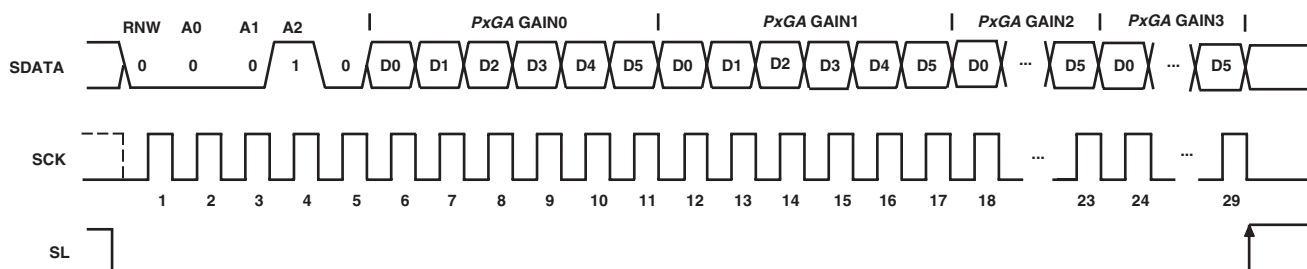 RNW A0 A1 A2 PxGA GAIN0 PxGA GAIN1 PxGA GAIN2 PxGA GAIN3
SDATA 0 0 0 1 0 D0 D1 D2 D3 D4 D5 D0 D1 D2 D3 D4 D5 D0 ... D5 D0 ... D5
SCK ... ...
1 2 3 4 5 6 7 8 9 10 11 12 13 14 15 16 17 18 23 24 29
SL